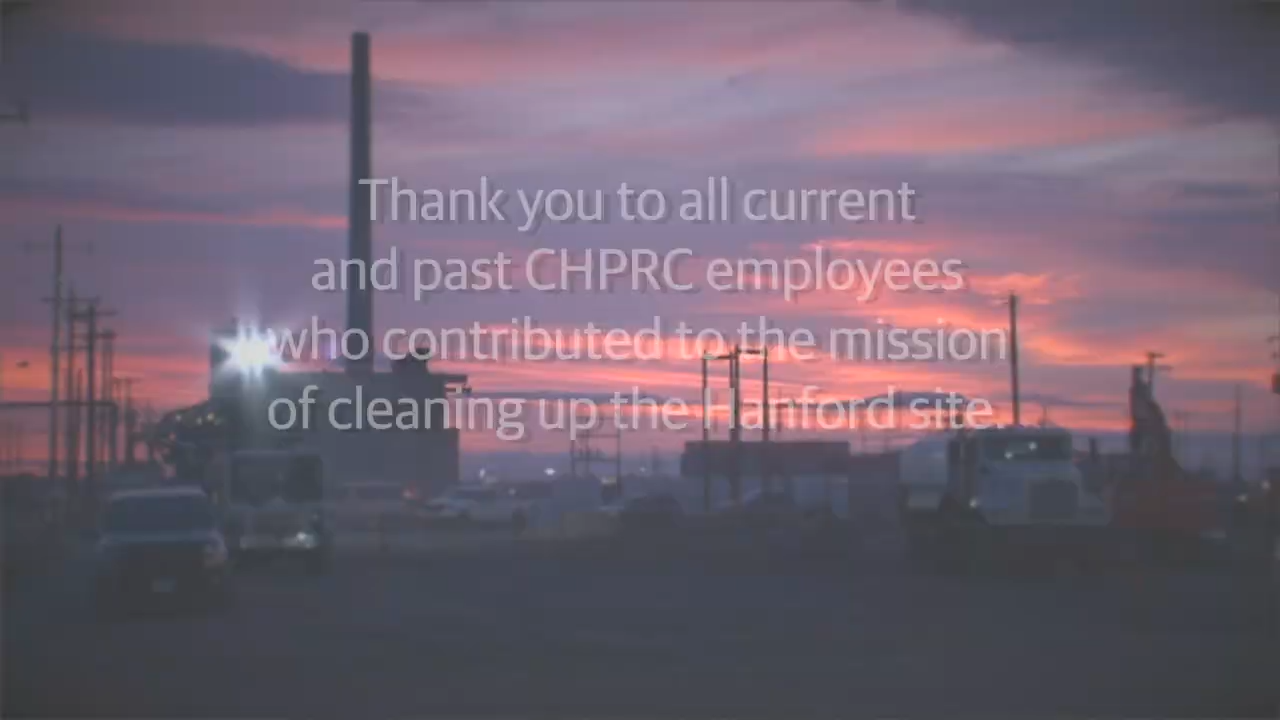 Thank you to all current
and past CHPRC employees
who contributed to the mission
of cleaning up the Hanford site